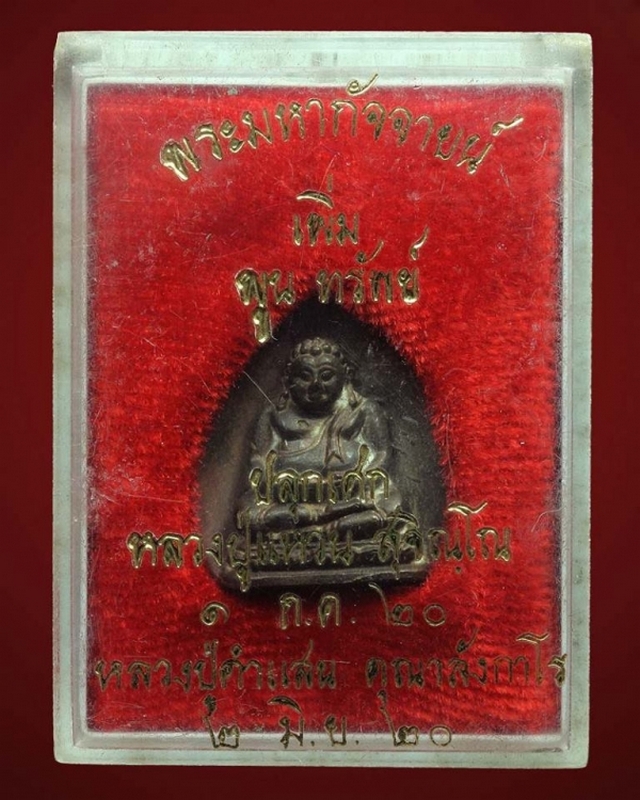 พระมหากัจจายน์
เพิ่ม
พูน ทรัพย์
ปลุกเศก
หลวงปู่แหวน สุจิณฺโณ
๑ ก.ค. ๒๐
หลวงปู่คำแสน คุณาลังกาโร
๒ มิ.ย. ๒๐